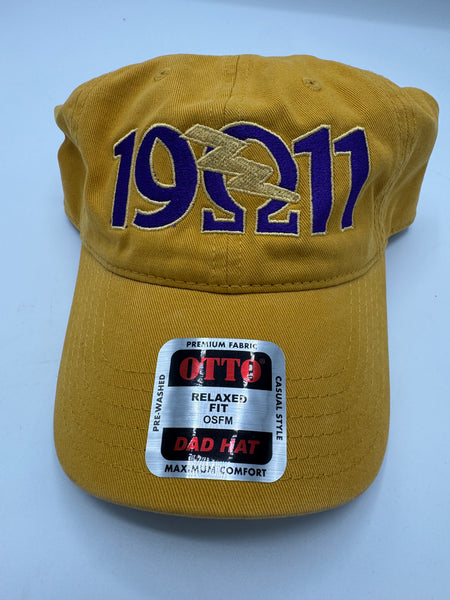 19Ω11
PREMIUM FABRIC
PRE-WASHED
OTTO®
RELAXED
FIT
OSFM
DAD HAT
CASUAL STYLE
MAXIMUM COMFORT